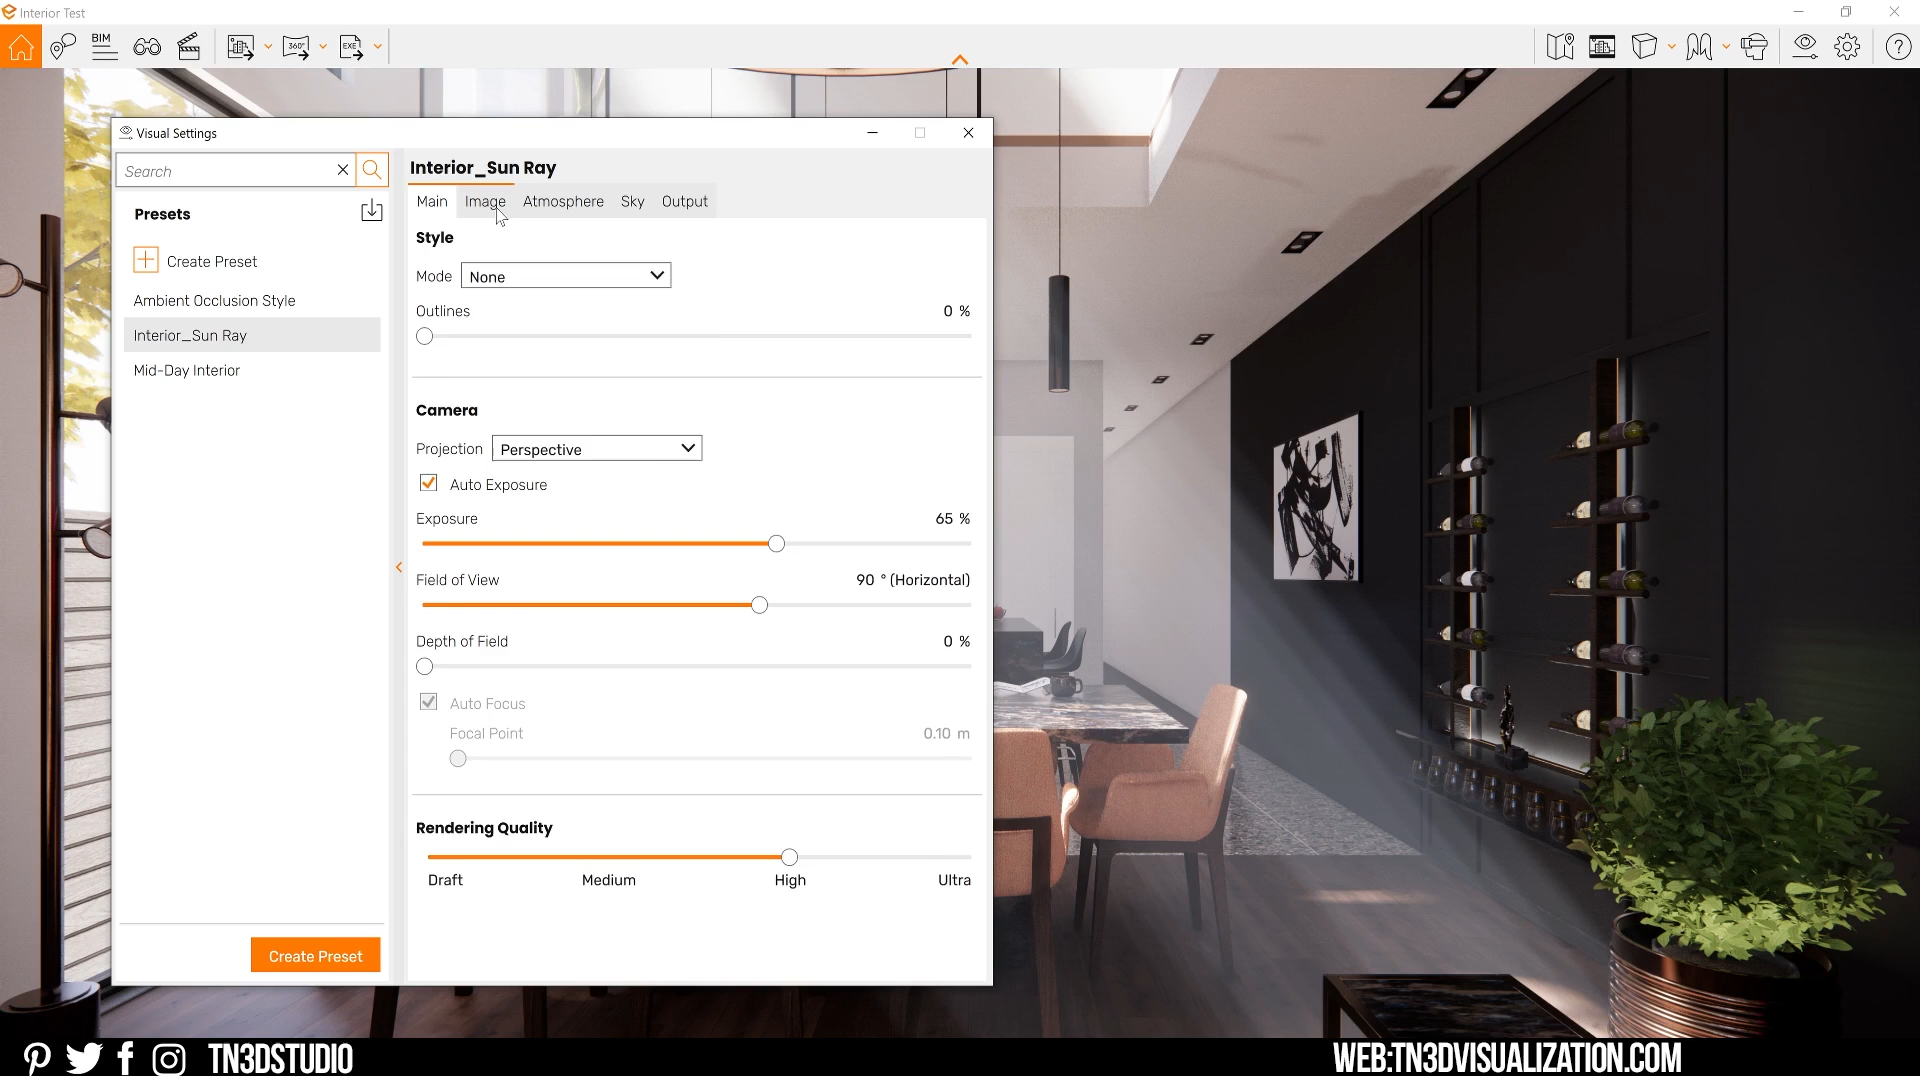 Interior Test
BIM
360°
EXE
?
Visual Settings
Search
Presets
Create Preset
Ambient Occlusion Style
Interior_Sun Ray
Mid-Day Interior
Create Preset
Interior_Sun Ray
Main Image Atmosphere Sky Output
Style
Mode None
Outlines 0 %
Camera
Projection Perspective
Auto Exposure
Exposure 65 %
Field of View 90 ° (Horizontal)
Depth of Field 0 %
Auto Focus
Focal Point 0.10 m
Rendering Quality
Draft Medium High Ultra
TN3DSTUDIO
WEB:TN3DVISUALIZATION.COM